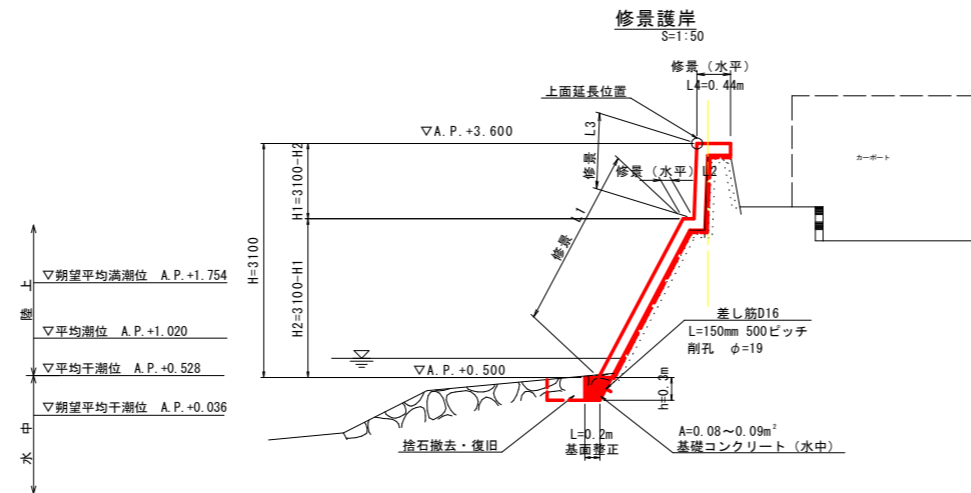 修景護岸
S=1:50
修景（水平）
L4=0.44m
上面延長位置
▽A.P.+3.600
修景 L3
カーポート
修景（水平）L2
H1=3100-H2
修景 L1
H=3100
H2=3100-H1
陸上
▽朔望平均満潮位 A.P.+1.754
▽平均潮位 A.P.+1.020
▽平均干潮位 A.P.+0.528
▽朔望平均干潮位 A.P.+0.036
水中
差し筋D16
L=150mm 500ピッチ
削孔 φ=19
▽A.P.+0.500
h=0.3m
L=0.2m
基面整正
捨石撤去・復旧
A=0.08～0.09m²
基礎コンクリート（水中）